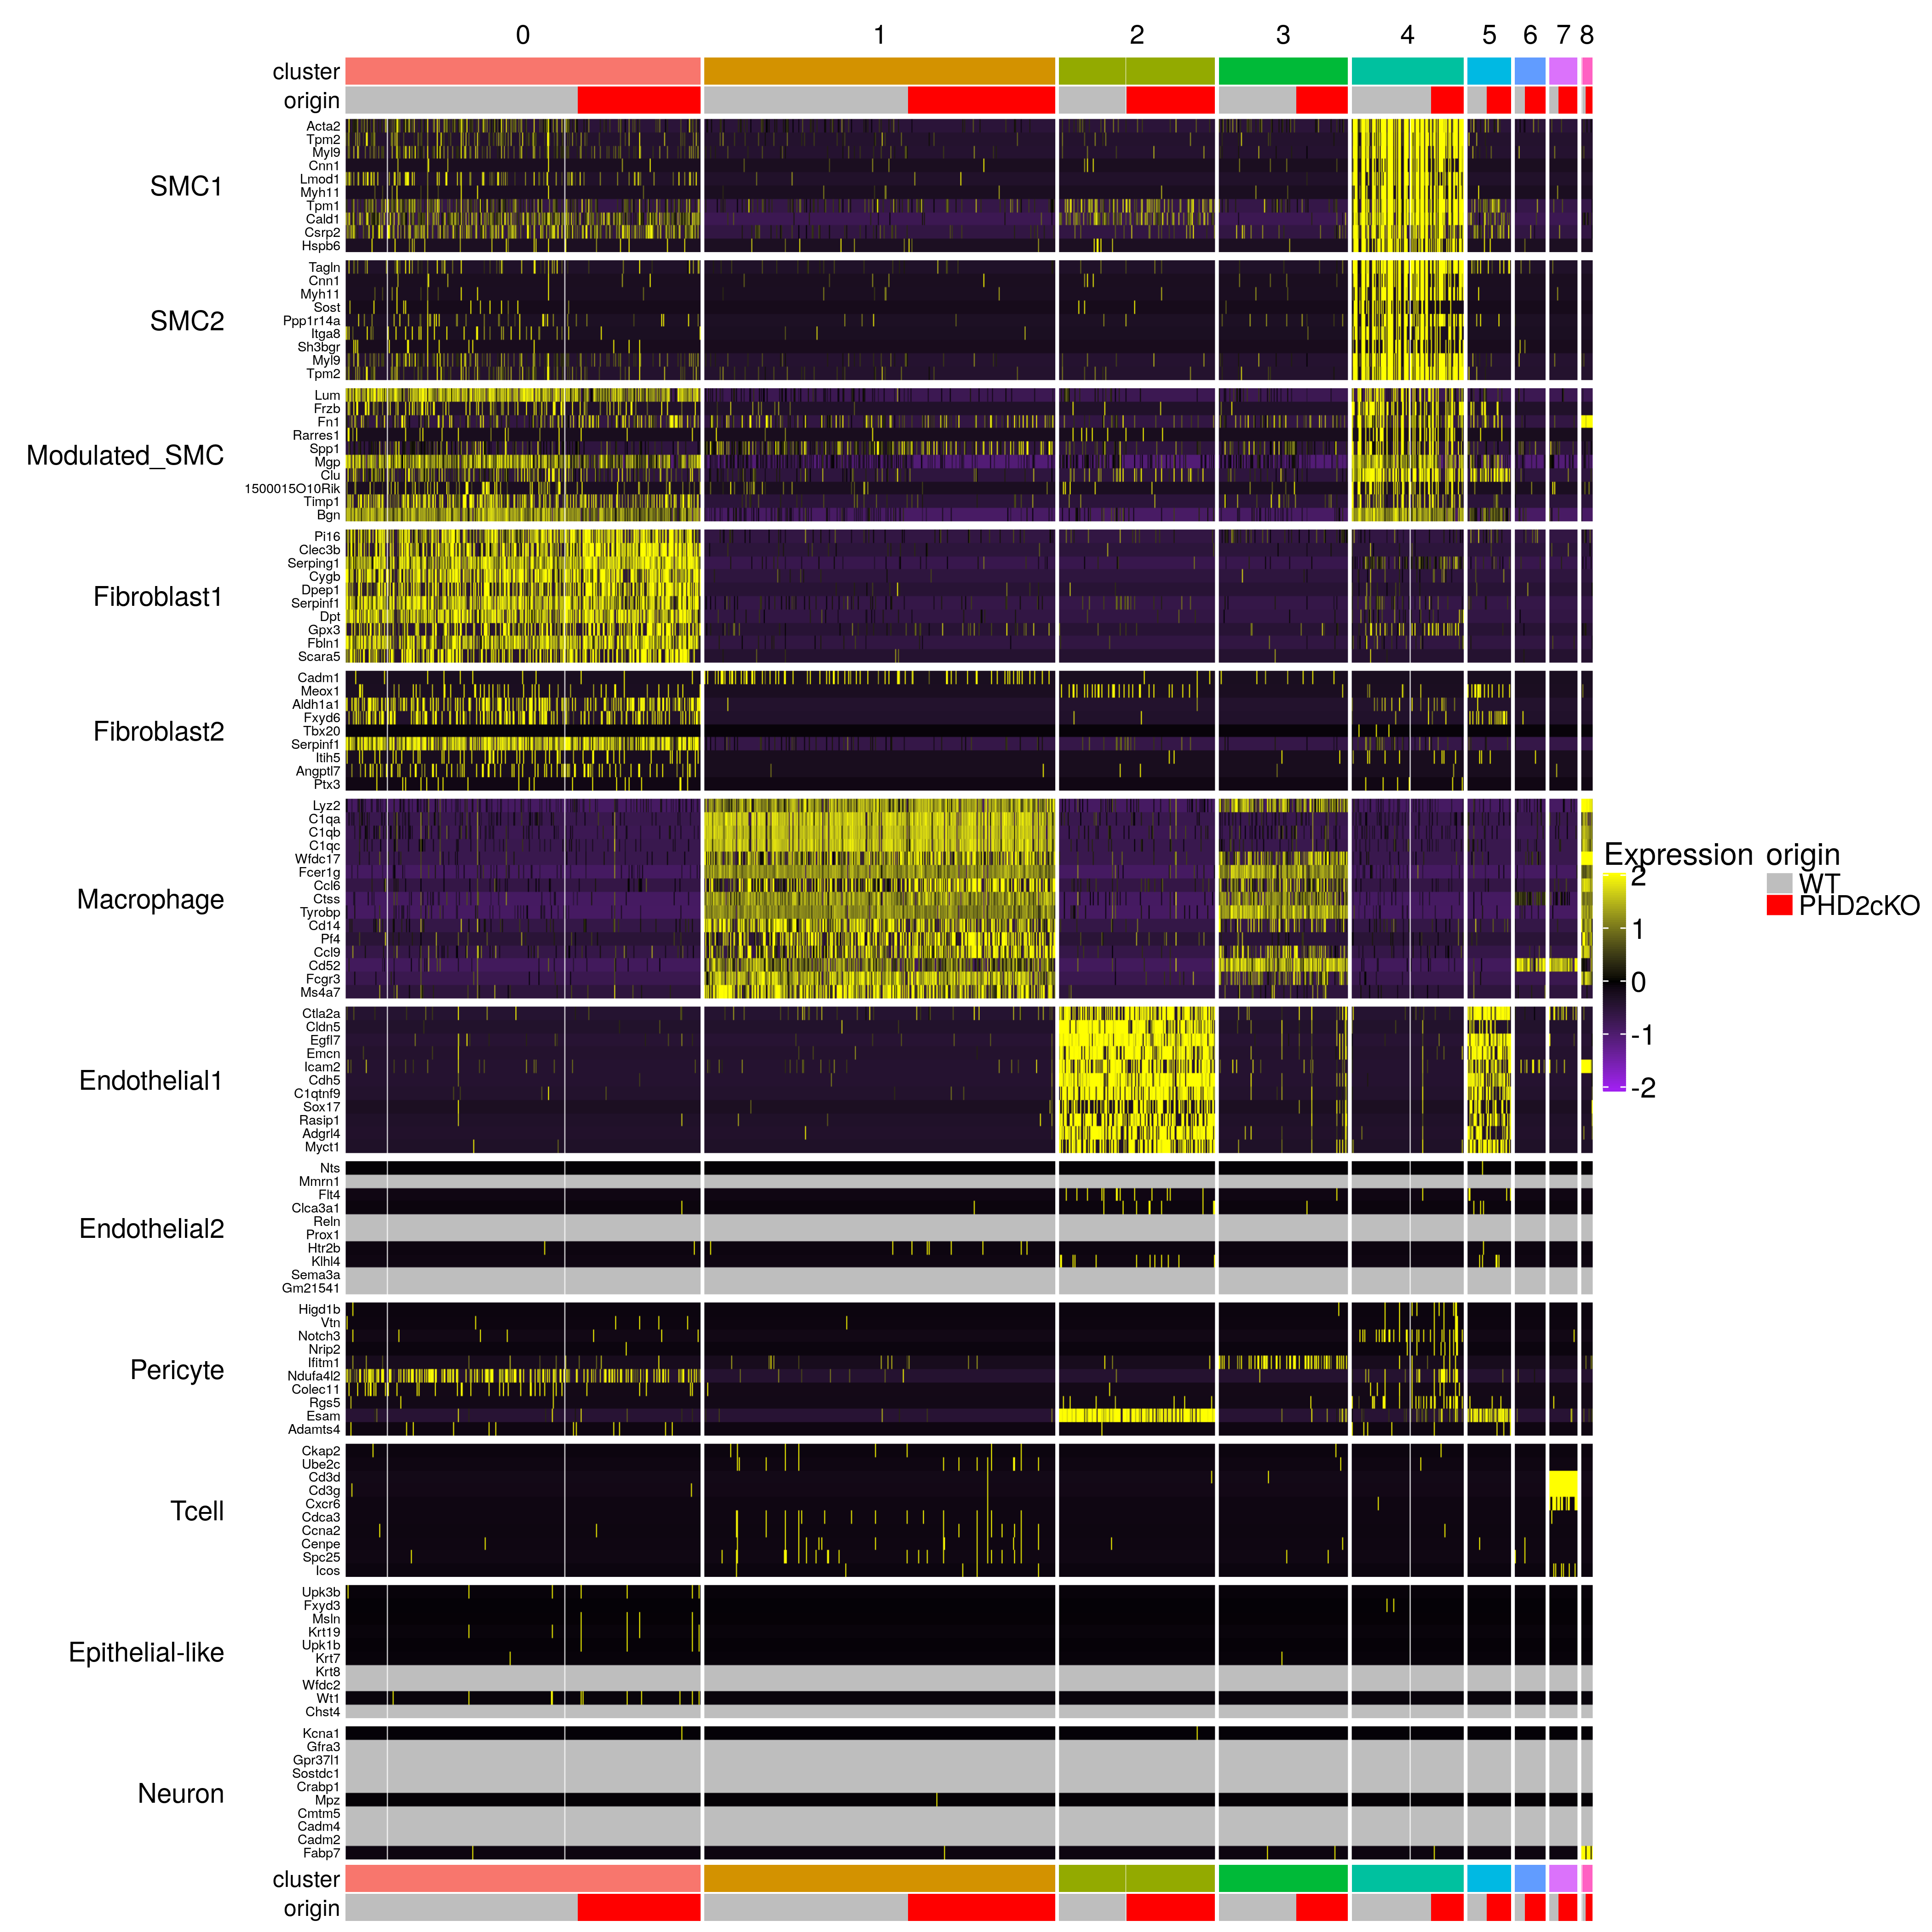 0 1 2 3 4 5 6 7 8
cluster
origin
SMC1
Acta2
Tpm2
Myl9
Cnn1
Lmod1
Myh11
Tpm1
Cald1
Csrp2
Hspb6
SMC2
Tagln
Cnn1
Myh11
Sost
Ppp1r14a
Itga8
Sh3bgr
Myl9
Tpm2
Modulated_SMC
Lum
Frzb
Fn1
Rarres1
Spp1
Mgp
Clu
1500015O10Rik
Timp1
Bgn
Fibroblast1
Pi16
Clec3b
Serping1
Cygb
Dpep1
Serpinf1
Dpt
Gpx3
Fbln1
Scara5
Fibroblast2
Cadm1
Meox1
Aldh1a1
Fxyd6
Tbx20
Serpinf1
Itih5
Angptl7
Ptx3
Macrophage
Lyz2
C1qa
C1qb
C1qc
Wfdc17
Fcer1g
Ccl6
Ctss
Tyrobp
Cd14
Pf4
Ccl9
Cd52
Fcgr3
Ms4a7
Endothelial1
Ctla2a
Cldn5
Egfl7
Emcn
Icam2
Cdh5
C1qtnf9
Sox17
Rasip1
Adgrl4
Myct1
Endothelial2
Nts
Mmrn1
Flt4
Clca3a1
Reln
Prox1
Htr2b
Klhl4
Sema3a
Gm21541
Pericyte
Higd1b
Vtn
Notch3
Nrip2
Ifitm1
Ndufa4l2
Colec11
Rgs5
Esam
Adamts4
Tcell
Ckap2
Ube2c
Cd3d
Cd3g
Cxcr6
Cdca3
Ccna2
Cenpe
Spc25
Icos
Epithelial-like
Upk3b
Fxyd3
Msln
Krt19
Upk1b
Krt7
Krt8
Wfdc2
Wt1
Chst4
Neuron
Kcna1
Gfra3
Gpr37l1
Sostdc1
Crabp1
Mpz
Cmtm5
Cadm4
Cadm2
Fabp7
cluster
origin
Expression
2
1
0
-1
-2
origin
WT
PHD2cKO